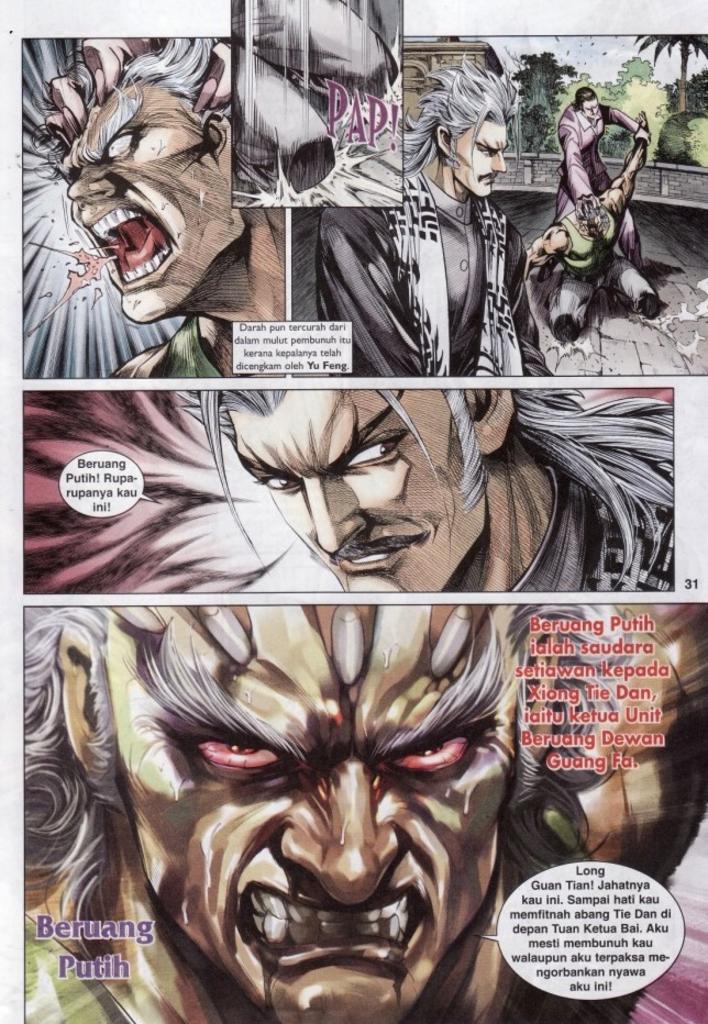 PAP!
Darah pun tercurah dari
dalam mulut pembunuh itu
kerana kepalanya telah
dicengkam oleh Yu Feng.
Beruang
Putih! Rupa-
rupanya kau
ini!
31
Beruang Putih
ialah saudara
setiawan kepada
Xiong Tie Dan,
iaitu ketua Unit
Beruang Dewan
Guang Fa.
Long
Guan Tian! Jahatnya
kau ini. Sampai hati kau
memfitnah abang Tie Dan di
depan Tuan Ketua Bai. Aku
mesti membunuh kau
walaupun aku terpaksa me-
ngorbankan nyawa
aku ini!
Beruang
Putih